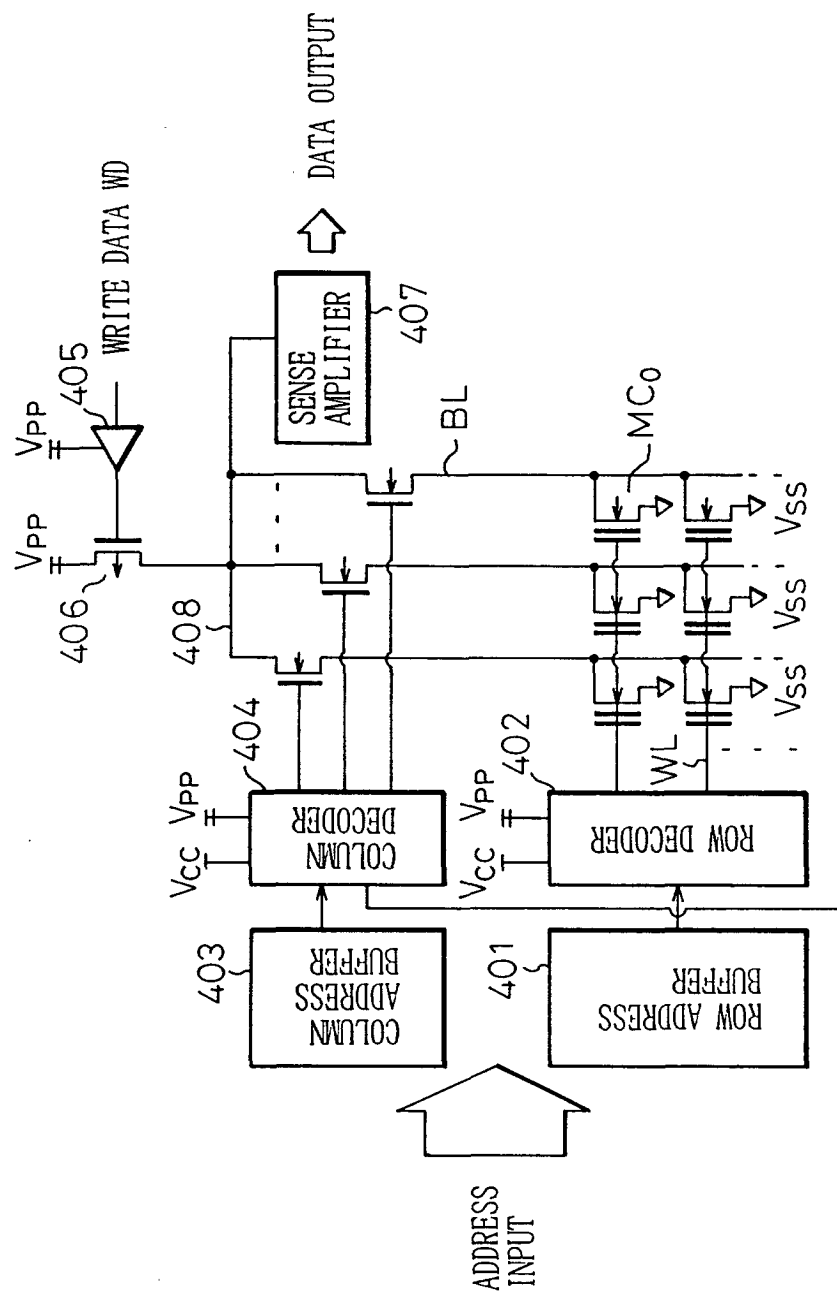 VPP
VPP
405
WRITE DATA WD
406
408
SENSE
AMPLIFIER
407
DATA OUTPUT
VCC
VPP
404
COLUMN
DECODER
403
COLUMN
ADDRESS
BUFFER
BL
MC0
VSS
VSS
VSS
WL
402
VCC
VPP
ROW DECODER
401
ROW ADDRESS
BUFFER
ADDRESS
INPUT